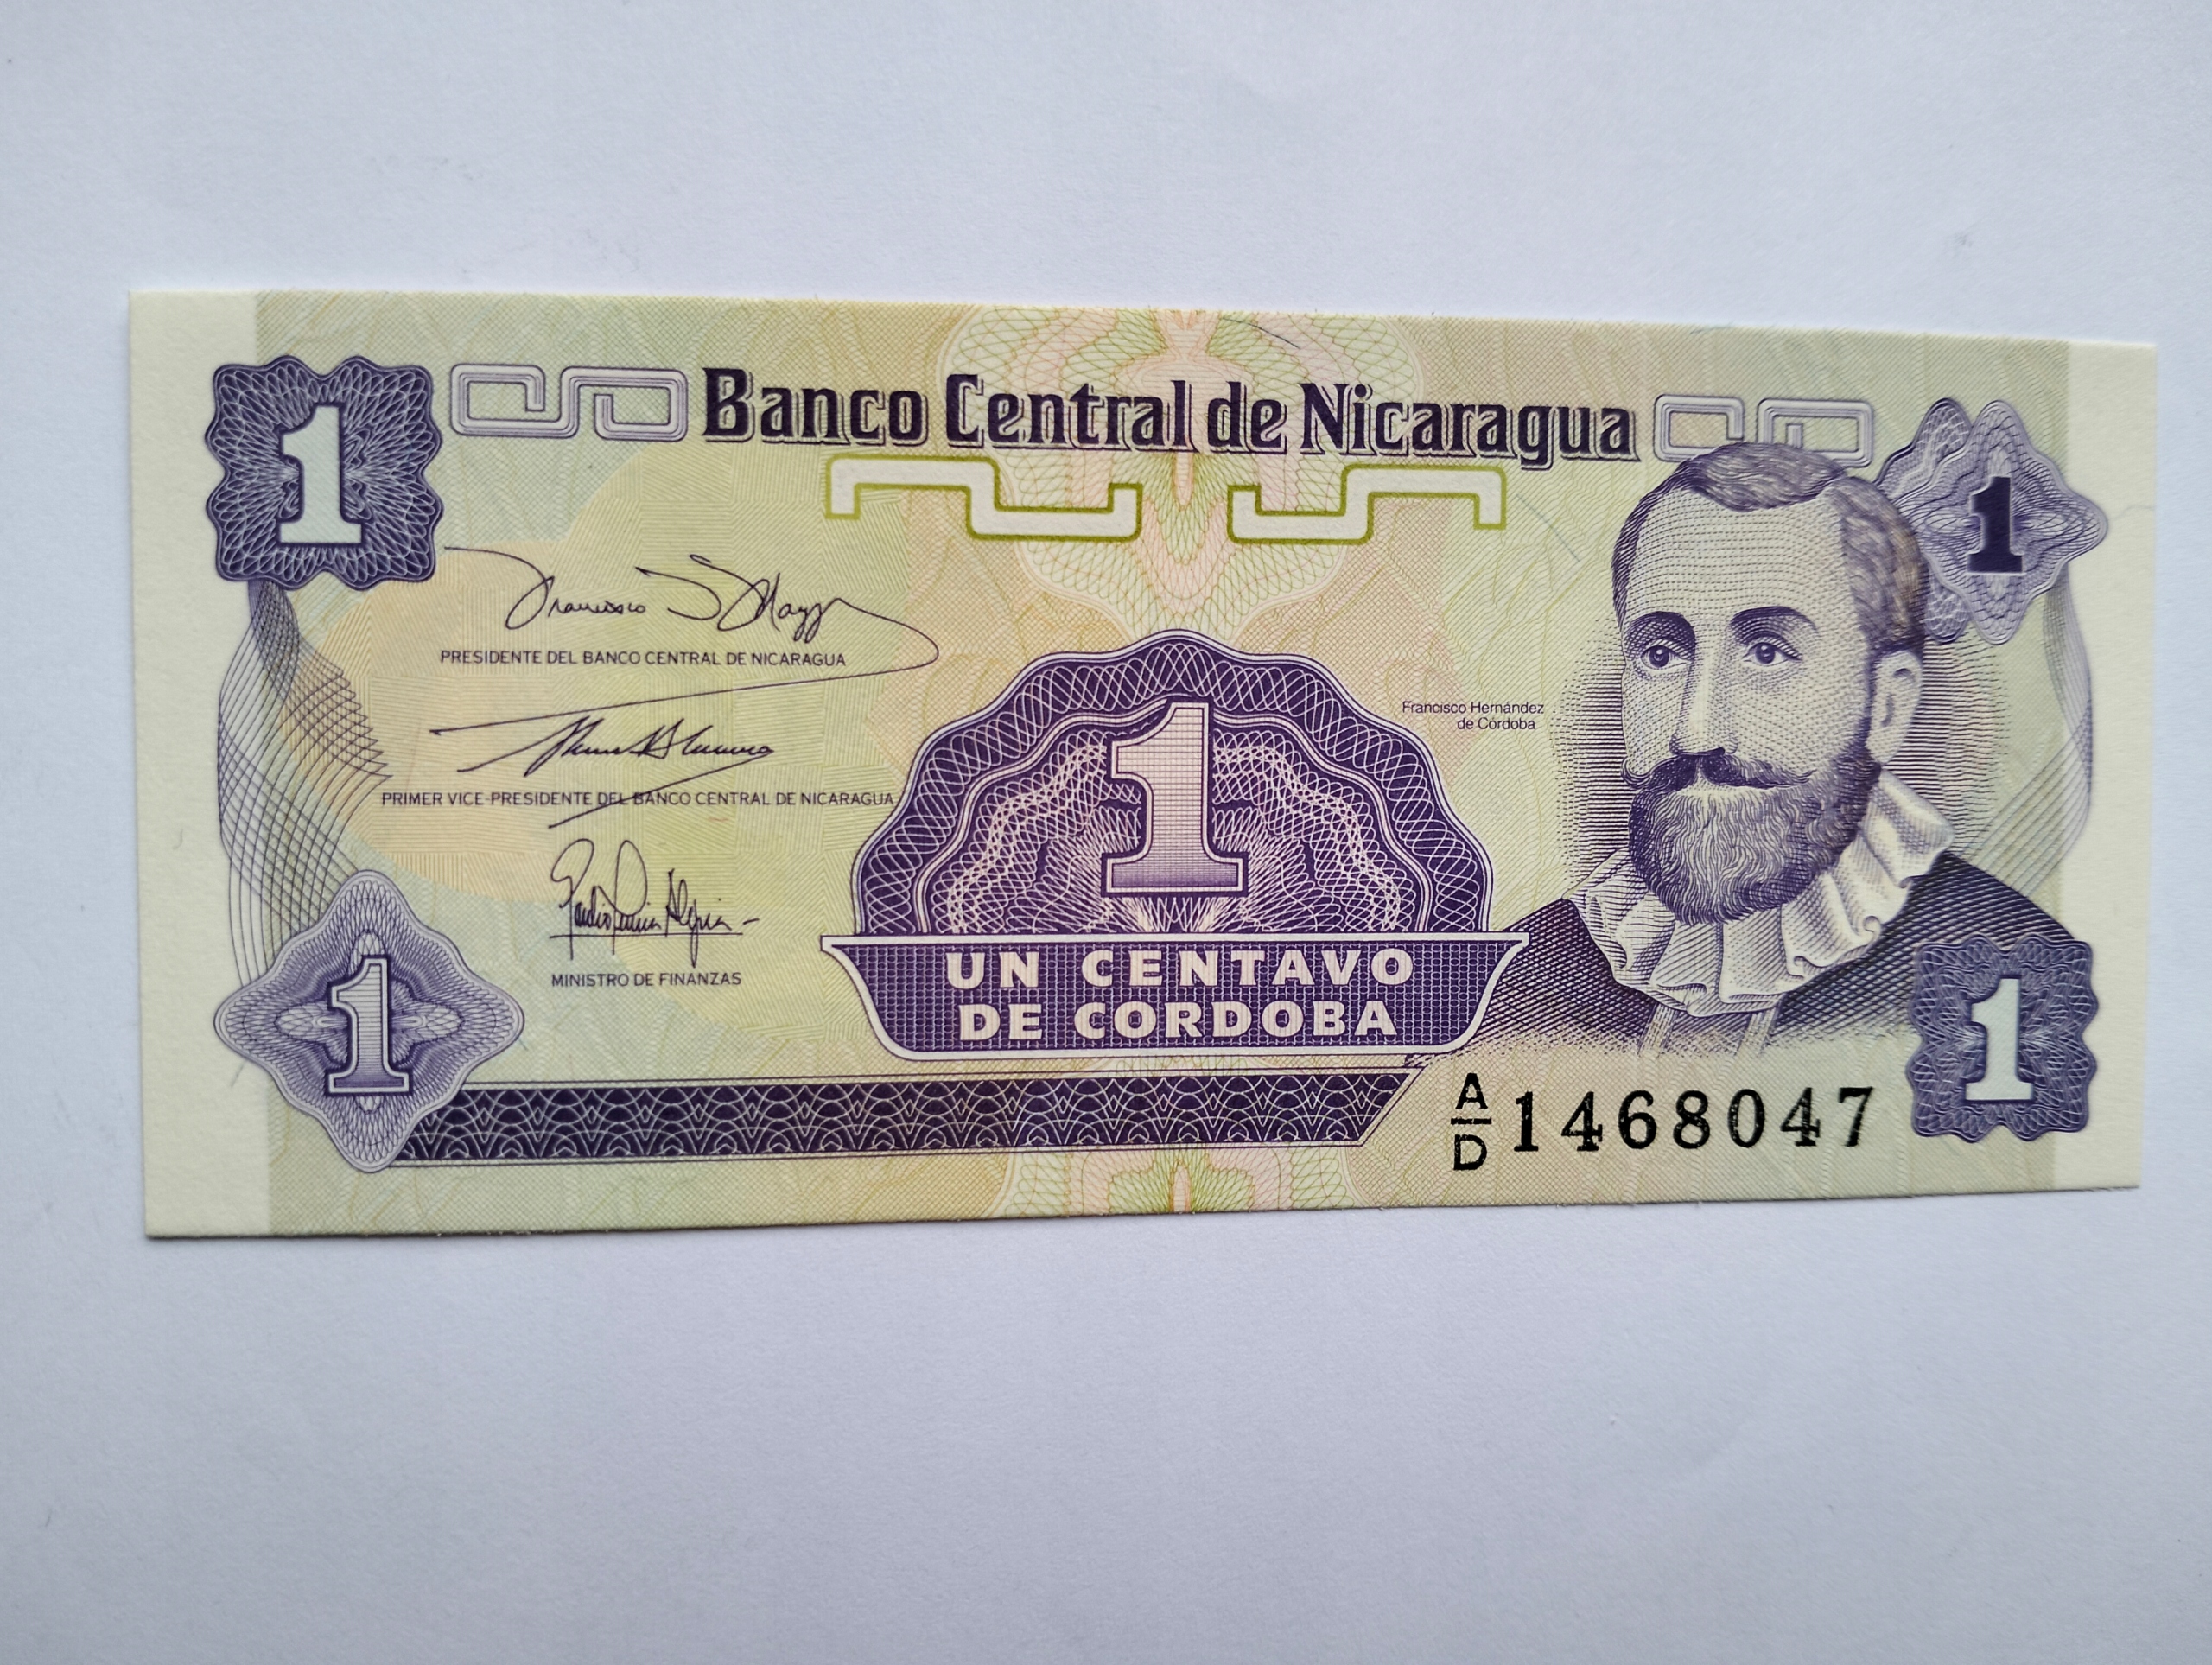 1
Banco Central de Nicaragua
1
PRESIDENTE DEL BANCO CENTRAL DE NICARAGUA
Francisco Hernández
de Córdoba
1
PRIMER VICE-PRESIDENTE DEL BANCO CENTRAL DE NICARAGUA
UN CENTAVO
DE CORDOBA
MINISTRO DE FINANZAS
1
1
A/D 1468047